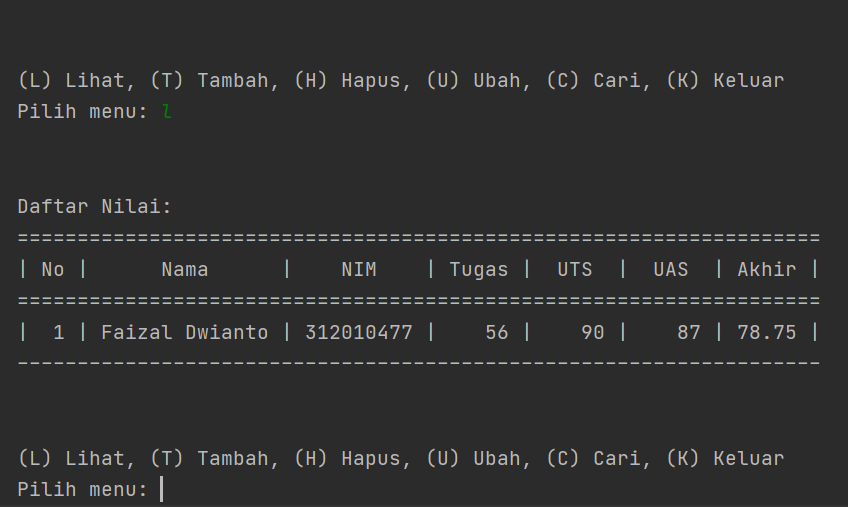 (L) Lihat, (T) Tambah, (H) Hapus, (U) Ubah, (C) Cari, (K) Keluar
Pilih menu: l
Daftar Nilai:
===================================================================
| No |      Nama      |    NIM    | Tugas |  UTS  |  UAS  | Akhir |
===================================================================
|  1 | Faizal Dwianto | 312010477 |    56 |    90 |    87 | 78.75 |
-------------------------------------------------------------------
(L) Lihat, (T) Tambah, (H) Hapus, (U) Ubah, (C) Cari, (K) Keluar
Pilih menu: